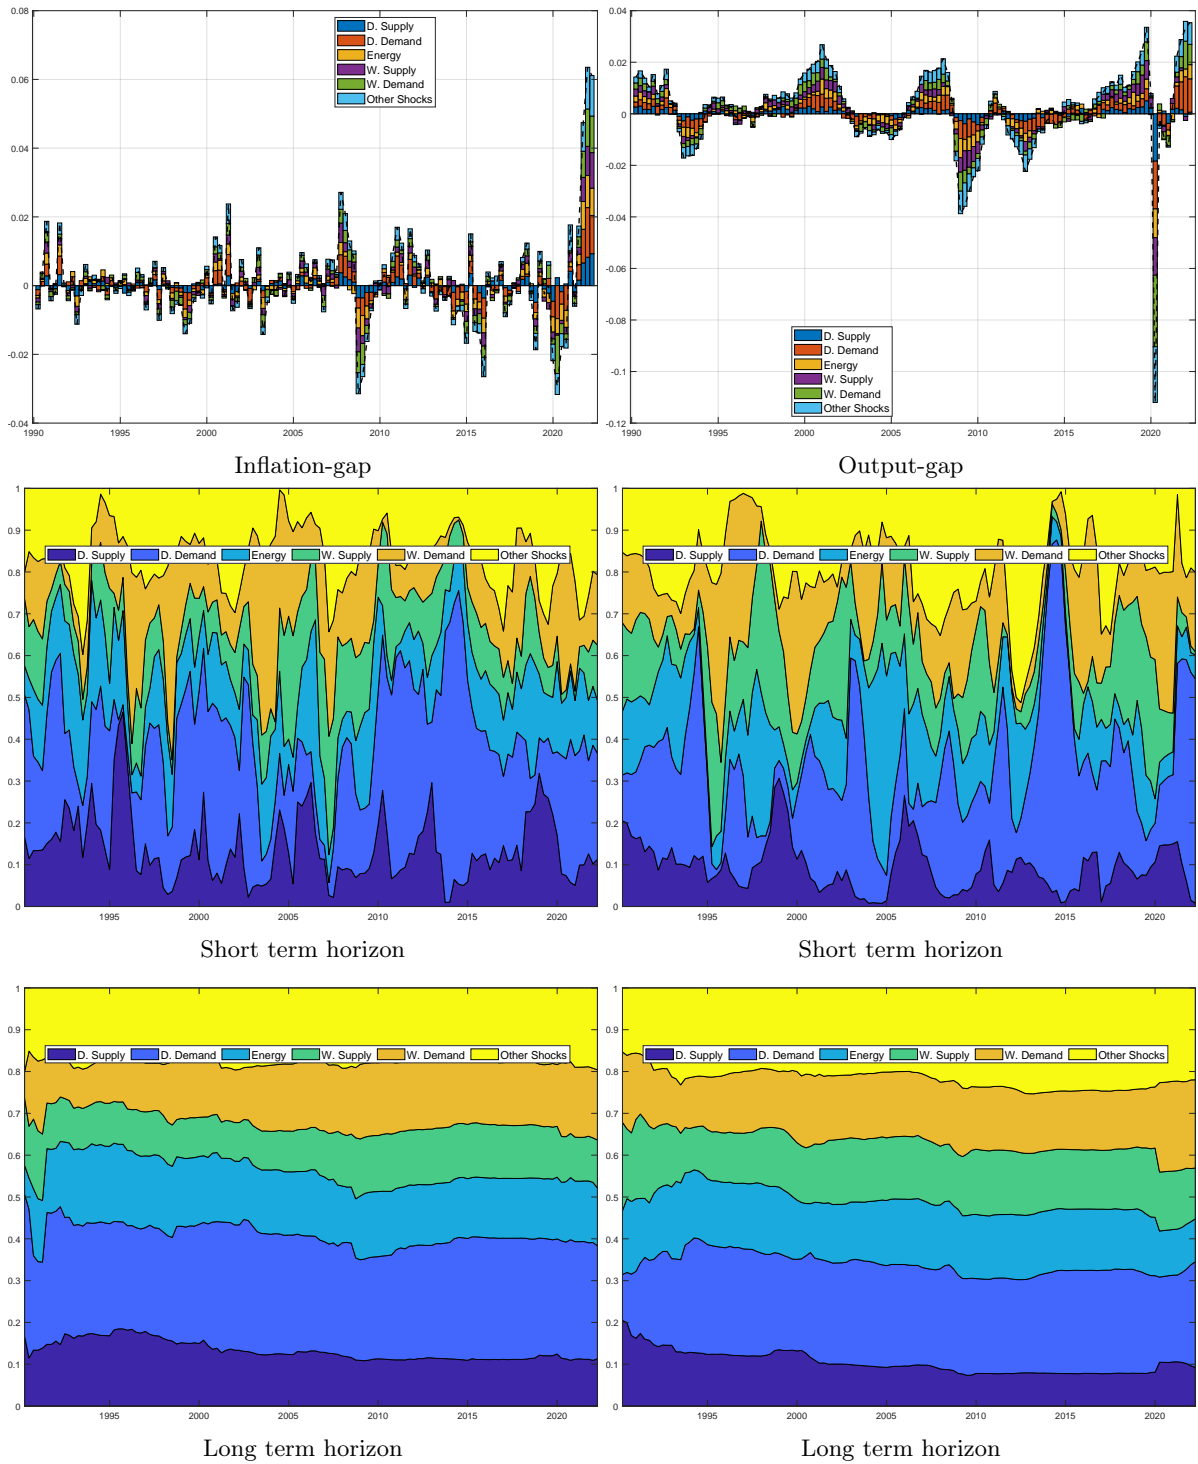 0.08
0.06
0.04
0.02
0
-0.02
-0.04
D. Supply
D. Demand
Energy
W. Supply
W. Demand
Other Shocks
1990 1995 2000 2005 2010 2015 2020
Inflation-gap
0.04
0.02
0
-0.02
-0.04
-0.06
-0.08
-0.1
-0.12
D. Supply
D. Demand
Energy
W. Supply
W. Demand
Other Shocks
1990 1995 2000 2005 2010 2015 2020
Output-gap
1
0.9
D. Supply D. Demand Energy W. Supply W. Demand Other Shocks
0.8
0.7
0.6
0.5
0.4
0.3
0.2
0.1
0
1995 2000 2005 2010 2015 2020
Short term horizon
1
0.9
D. Supply D. Demand Energy W. Supply W. Demand Other Shocks
0.8
0.7
0.6
0.5
0.4
0.3
0.2
0.1
0
1995 2000 2005 2010 2015 2020
Short term horizon
1
0.9
D. Supply D. Demand Energy W. Supply W. Demand Other Shocks
0.8
0.7
0.6
0.5
0.4
0.3
0.2
0.1
0
1995 2000 2005 2010 2015 2020
Long term horizon
1
0.9
D. Supply D. Demand Energy W. Supply W. Demand Other Shocks
0.8
0.7
0.6
0.5
0.4
0.3
0.2
0.1
0
1995 2000 2005 2010 2015 2020
Long term horizon